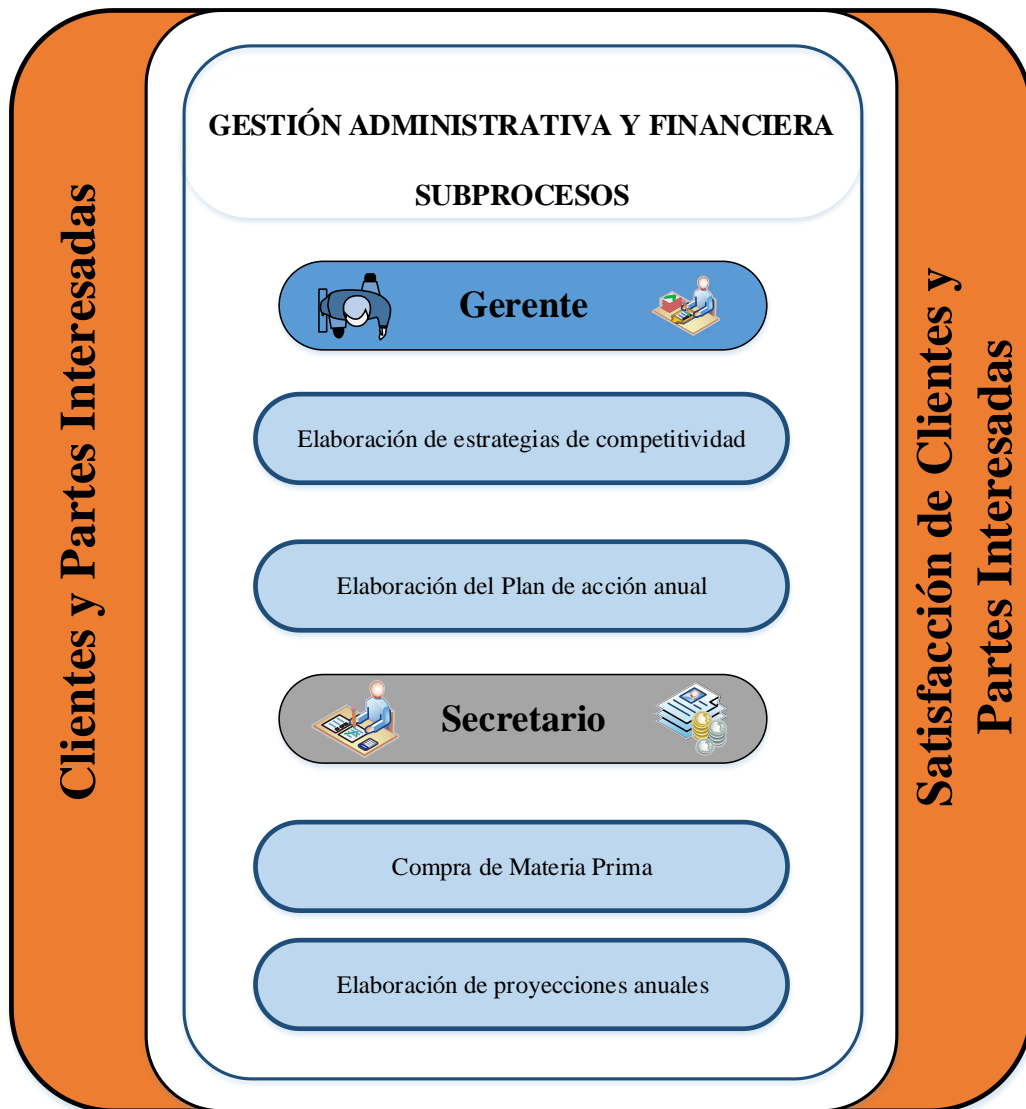 Clientes y Partes Interesadas
GESTIÓN ADMINISTRATIVA Y FINANCIERA
SUBPROCESOS
Gerente
Elaboración de estrategias de competitividad
Elaboración del Plan de acción anual
Secretario
Compra de Materia Prima
Elaboración de proyecciones anuales
Satisfacción de Clientes y
Partes Interesadas